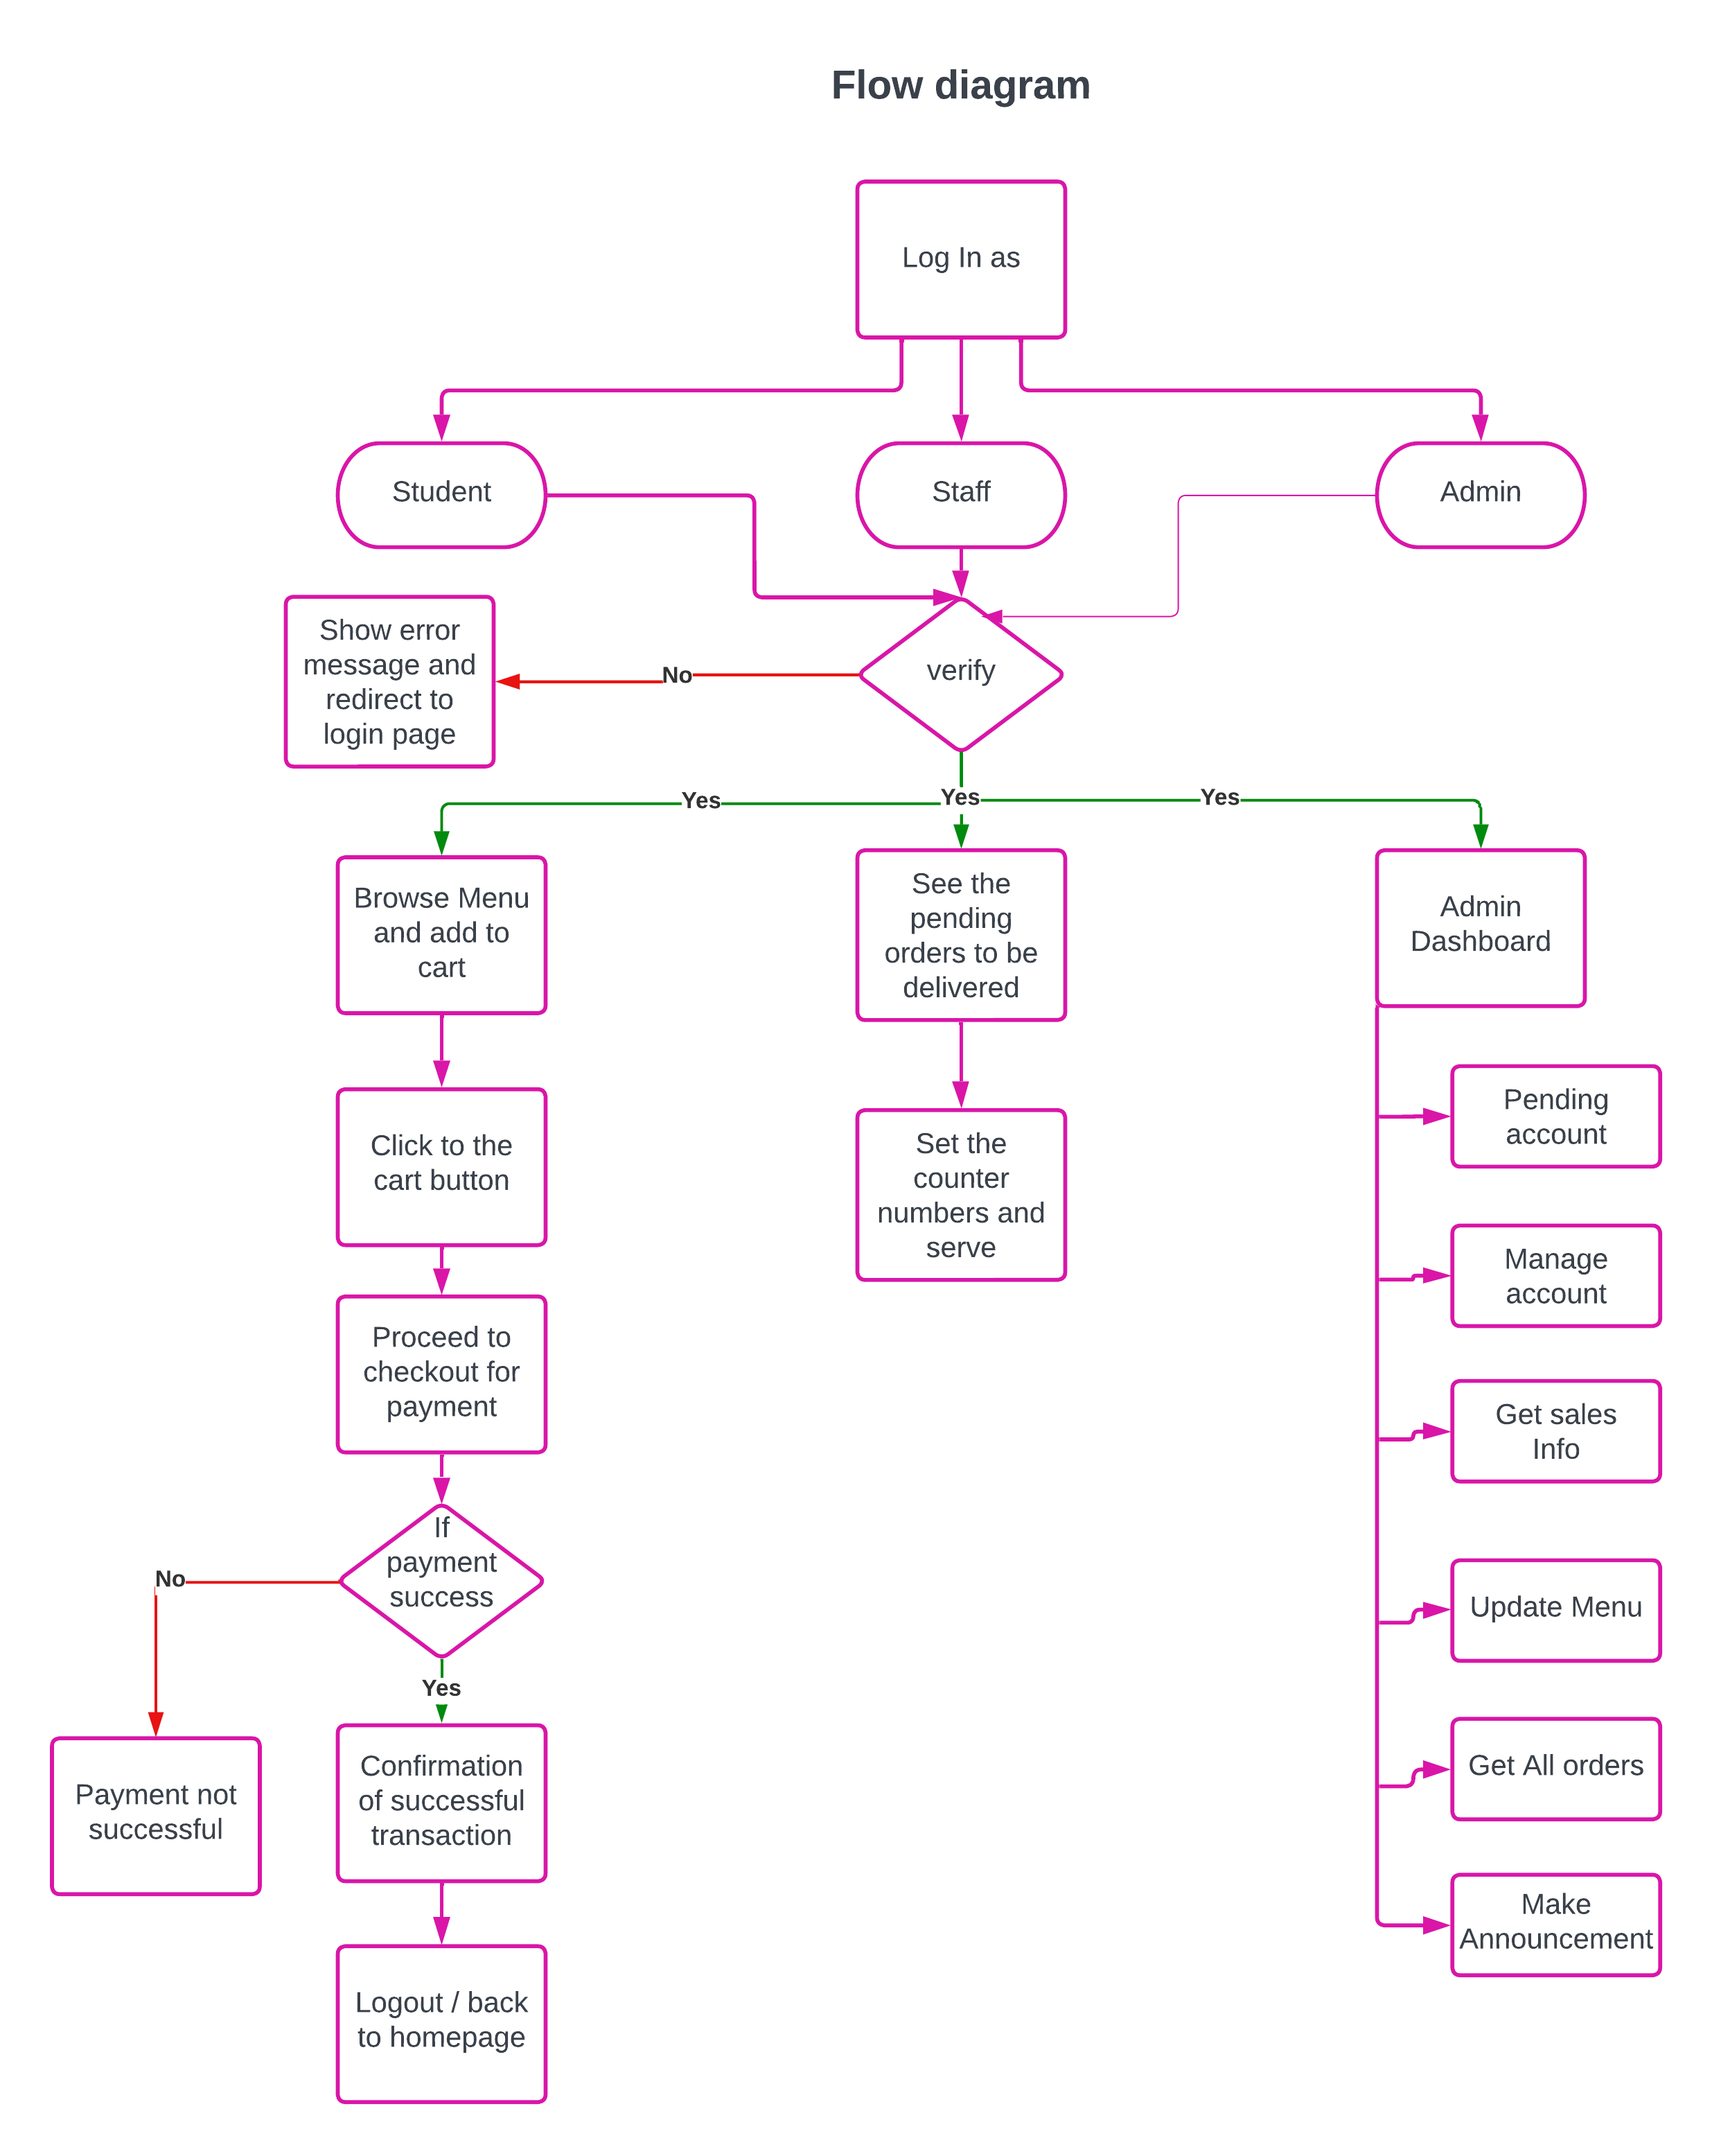 Flow diagram
Log In as
Student
Staff
Admin
Show error
message and
redirect to
login page
No
verify
Yes
Yes
Yes
Browse Menu
and add to
cart
See the
pending
orders to be
delivered
Admin
Dashboard
Click to the
cart button
Set the
counter
numbers and
serve
Pending
account
Manage
account
Proceed to
checkout for
payment
Get sales
Info
If
payment
success
No
Yes
Update Menu
Payment not
successful
Confirmation
of successful
transaction
Get All orders
Make
Announcement
Logout / back
to homepage